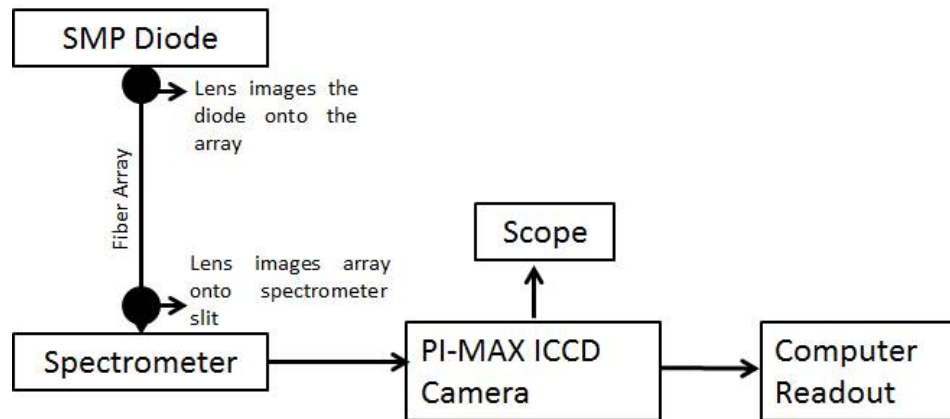 SMP Diode
Lens images the
diode onto the
array
Fiber Array
Scope
Lens images array
onto spectrometer
slit
Spectrometer
PI-MAX ICCD
Camera
Computer
Readout